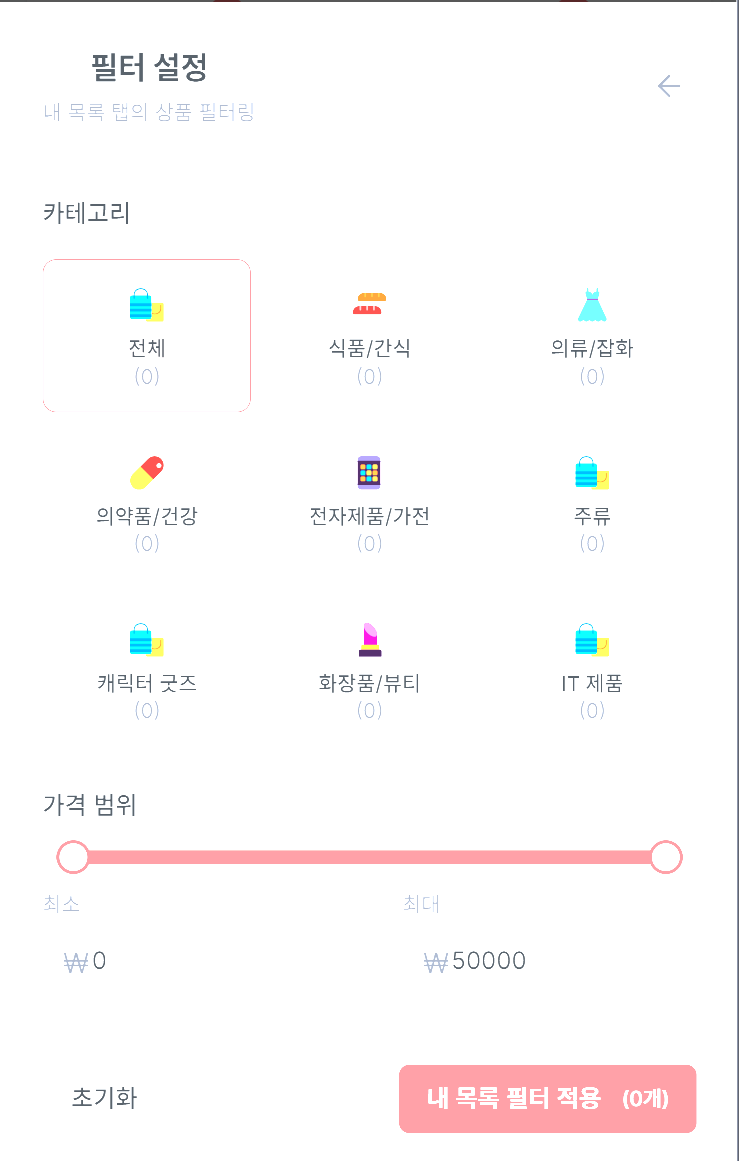 필터 설정
내 목록 탭의 상품 필터링
카테고리
전체 식품/간식 의류/잡화
(0) (0) (0)
의약품/건강 전자제품/가전 주류
(0) (0) (0)
캐릭터 굿즈 화장품/뷰티 IT 제품
(0) (0) (0)
가격 범위
최소 최대
₩0 ₩50000
초기화 내 목록 필터 적용 (0개)